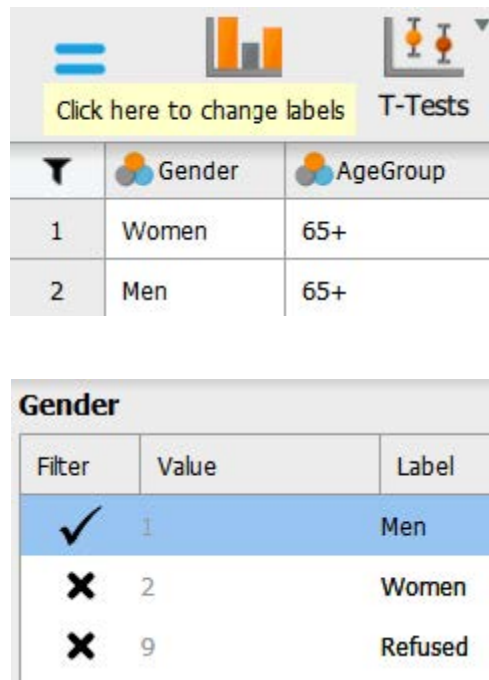 Click here to change labels T-Tests
Gender AgeGroup
1 Women 65+
2 Men 65+
Gender
Filter Value Label
1 Men
2 Women
9 Refused